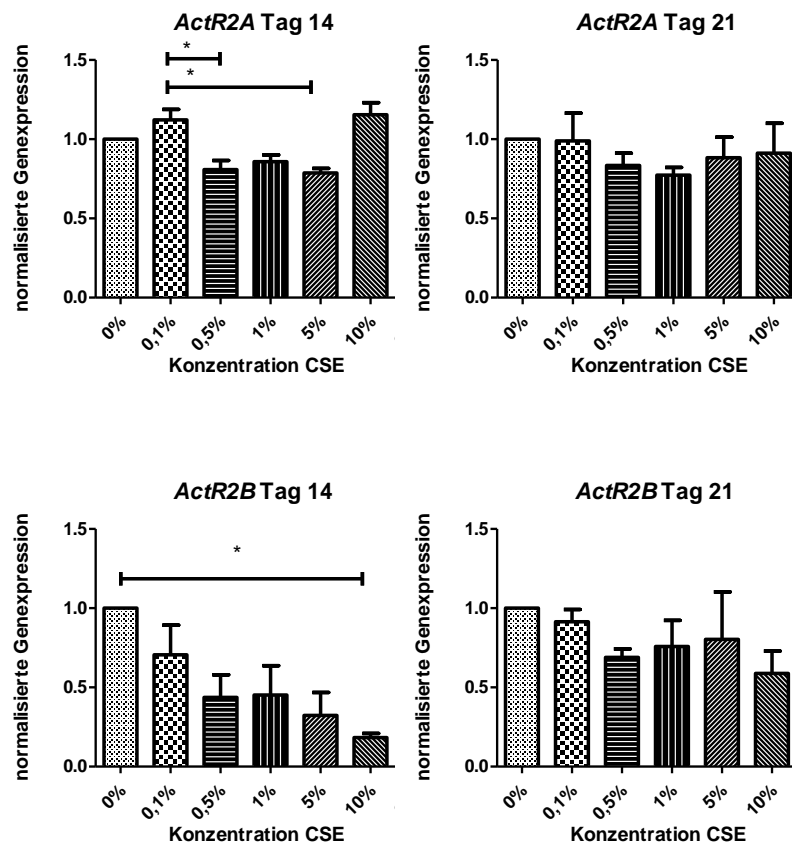 ActR2A Tag 14
normalisierte Genexpression
1.5
1.0
0.5
0.0
*
*
0% 0,1% 0,5% 1% 5% 10%
Konzentration CSE
ActR2A Tag 21
normalisierte Genexpression
1.5
1.0
0.5
0.0
0% 0,1% 0,5% 1% 5% 10%
Konzentration CSE
ActR2B Tag 14
normalisierte Genexpression
1.5
1.0
0.5
0.0
*
0% 0,1% 0,5% 1% 5% 10%
Konzentration CSE
ActR2B Tag 21
normalisierte Genexpression
1.5
1.0
0.5
0.0
0% 0,1% 0,5% 1% 5% 10%
Konzentration CSE